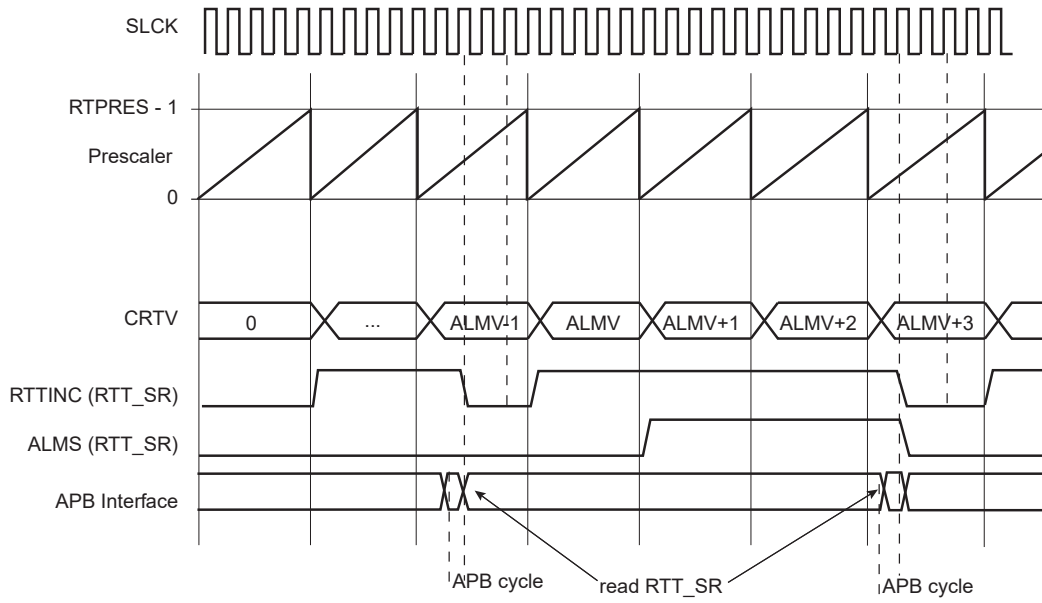 SLCK
RTPRES - 1
Prescaler
0
CRTV
0 ... ALMV-1 ALMV ALMV+1 ALMV+2 ALMV+3
RTTINC (RTT_SR)
ALMS (RTT_SR)
APB Interface
APB cycle read RTT_SR APB cycle